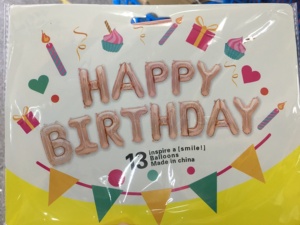 HAPPY
BIRTHDAY
13 inspire a [smile!]
Balloons
Made in china